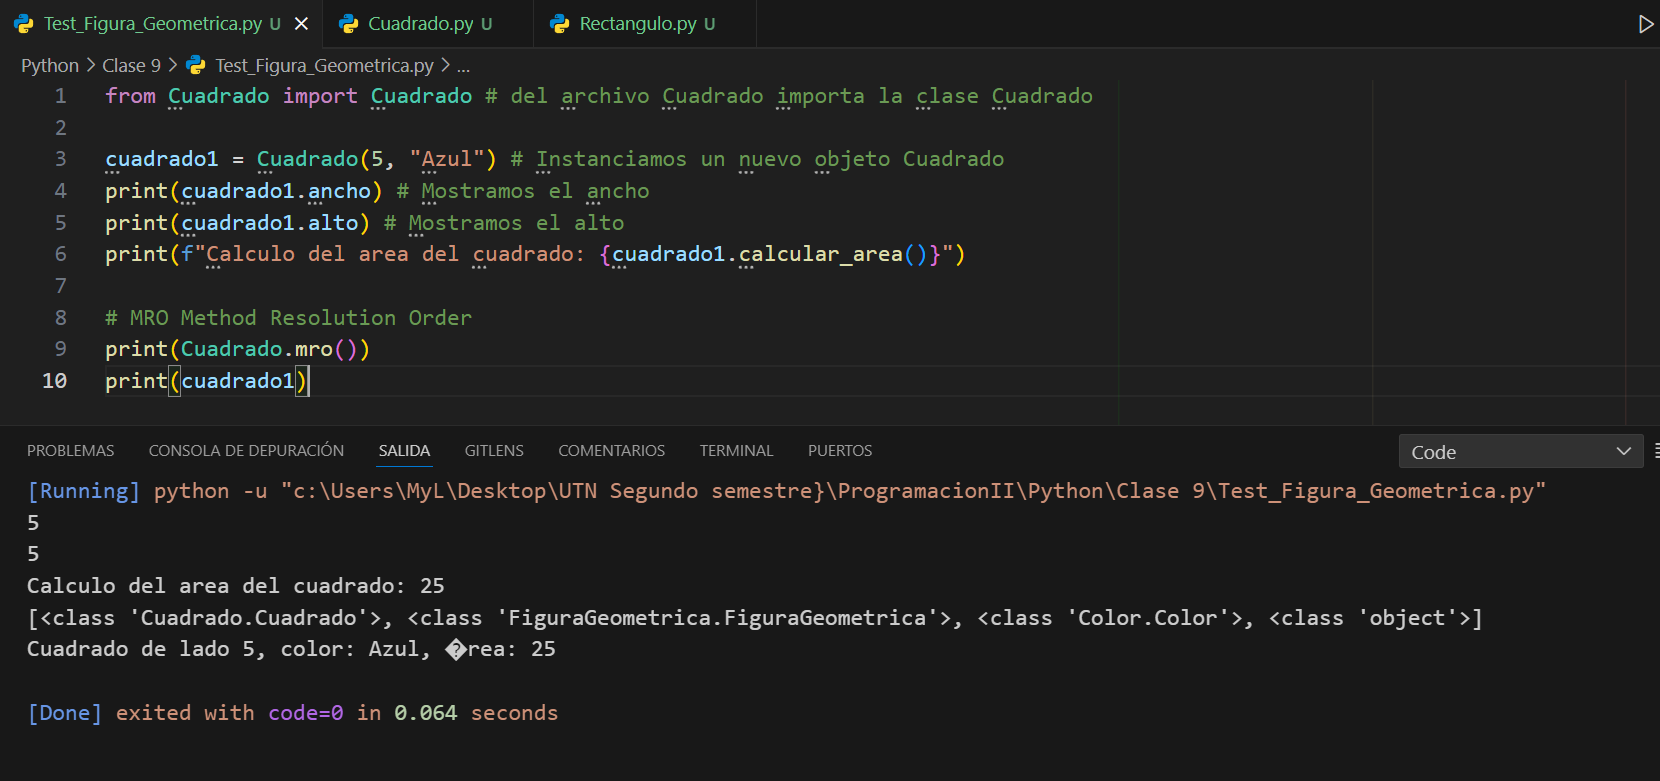 Test_Figura_Geometrica.py U Cuadrado.py U Rectangulo.py U
Python > Clase 9 > Test_Figura_Geometrica.py > ...
1 from Cuadrado import Cuadrado # del archivo Cuadrado importa la clase Cuadrado
2
3 cuadrado1 = Cuadrado(5, "Azul") # Instanciamos un nuevo objeto Cuadrado
4 print(cuadrado1.ancho) # Mostramos el ancho
5 print(cuadrado1.alto) # Mostramos el alto
6 print(f"Calculo del area del cuadrado: {cuadrado1.calcular_area()}")
7
8 # MRO Method Resolution Order
9 print(Cuadrado.mro())
10 print(cuadrado1)
PROBLEMAS CONSOLA DE DEPURACIÓN SALIDA GITLENS COMENTARIOS TERMINAL PUERTOS Code
[Running] python -u "c:\Users\MyL\Desktop\UTN Segundo semestre}\ProgramacionII\Python\Clase 9\Test_Figura_Geometrica.py"
5
5
Calculo del area del cuadrado: 25
[<class 'Cuadrado.Cuadrado'>, <class 'FiguraGeometrica.FiguraGeometrica'>, <class 'Color.Color'>, <class 'object'>]
Cuadrado de lado 5, color: Azul, �rea: 25
[Done] exited with code=0 in 0.064 seconds